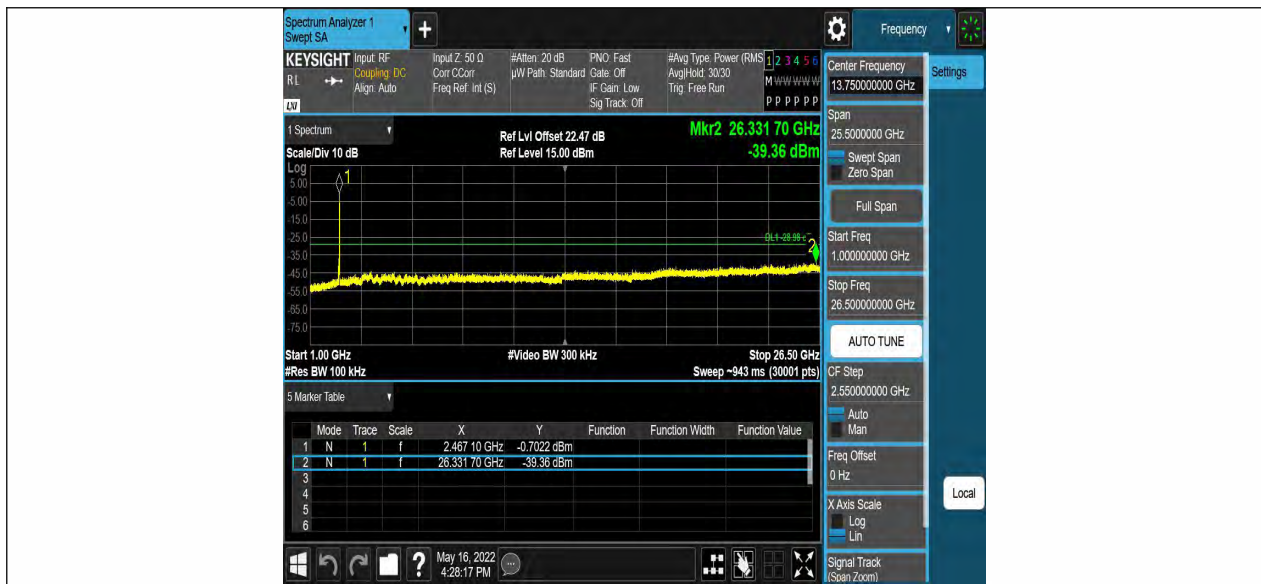 Spectrum Analyzer 1
Swept SA
+
Frequency
KEYSIGHT
Input: RF
Input Z: 50 Ω
#Atten: 20 dB
PNO: Fast
#Avg Type: Power (RMS
1 2 3 4 5 6
RL
Coupling: DC
Corr CCorr
µW Path: Standard
Gate: Off
Avg|Hold: 30/30
M W W W W W
Align: Auto
Freq Ref: Int (S)
IF Gain: Low
Trig: Free Run
P P P P P P
LXI
Sig Track: Off
1 Spectrum
Ref Lvl Offset 22.47 dB
Mkr2 26.331 70 GHz
Scale/Div 10 dB
Ref Level 15.00 dBm
-39.36 dBm
Log
5.00
1
-5.00
-15.0
-25.0
2
-35.0
-45.0
-55.0
-65.0
-75.0
Start 1.00 GHz
#Video BW 300 kHz
Stop 26.50 GHz
#Res BW 100 kHz
Sweep ~943 ms (30001 pts)
5 Marker Table
Mode Trace Scale X Y Function Function Width Function Value
1 N 1 f 2.467 10 GHz -0.7022 dBm
2 N 1 f 26.331 70 GHz -39.36 dBm
3
4
5
6
?
May 16, 2022
4:28:17 PM
Center Frequency
13.750000000 GHz
Settings
Span
25.5000000 GHz
Swept Span
Zero Span
Full Span
Start Freq
1.000000000 GHz
Stop Freq
26.500000000 GHz
AUTO TUNE
CF Step
2.550000000 GHz
Auto
Man
Freq Offset
0 Hz
Local
X Axis Scale
Log
Lin
Signal Track
(Span Zoom)